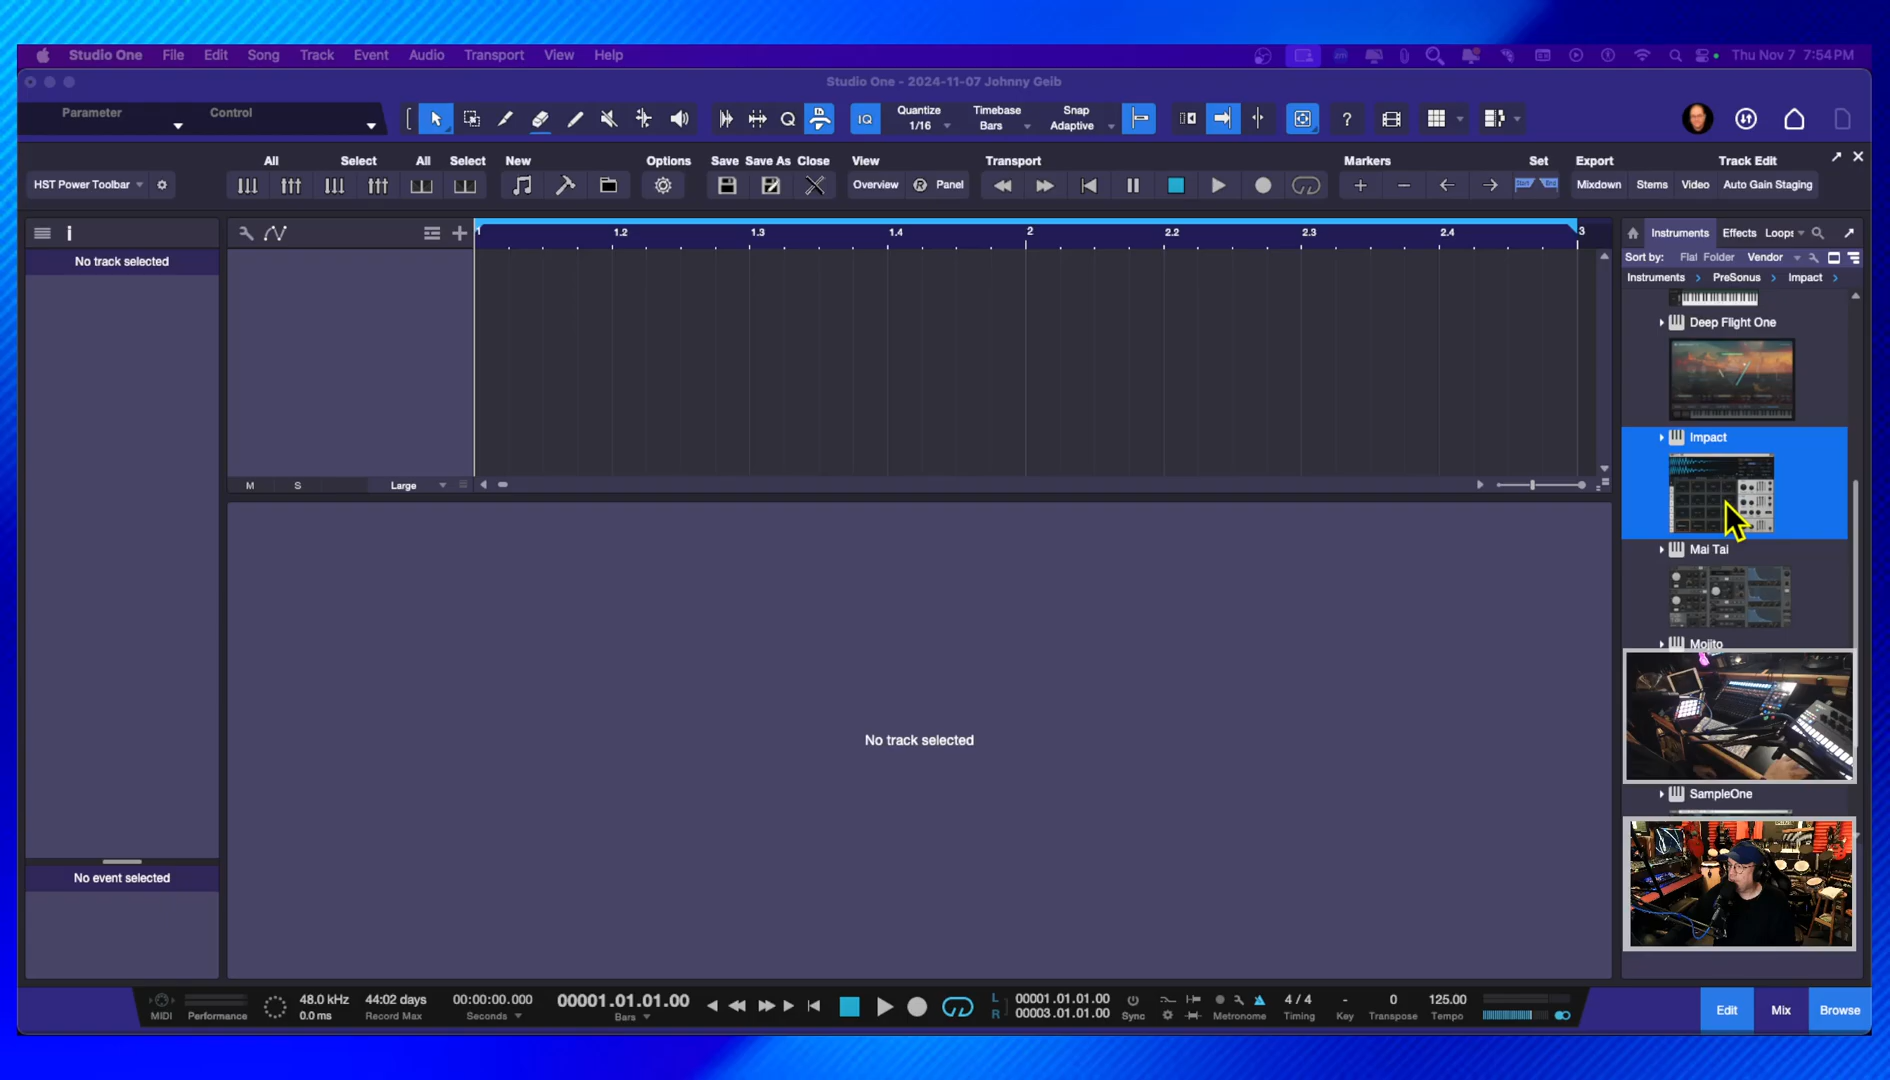 Studio One File Edit Song Track Event Audio Transport View Help Thu Nov 7 7:54PM
Studio One - 2024-11-07 Johnny Geib
Parameter Control
IQ Quantize 1/16 Timebase Bars Snap Adaptive ?
All Select All Select New Options Save Save As Close View Transport Markers Set Export Track Edit
HST Power Toolbar Overview R Panel Start End Mixdown Stems Video Auto Gain Staging
i
No track selected
1 1.2 1.3 1.4 2 2.2 2.3 2.4 3
Instruments Effects Loops
Sort by: Flat Folder Vendor
Instruments PreSonus Impact
Deep Flight One
Impact
M S Large
Mai Tai
Mojito
No track selected
SampleOne
No event selected
48.0 kHz 44:02 days 00:00:00.000 00001.01.01.00 L 00001.01.01.00 4 / 4 - 0 125.00
MIDI Performance 0.0 ms Record Max Seconds Bars R 00003.01.01.00 Sync Metronome Timing Key Transpose Tempo
Edit Mix Browse